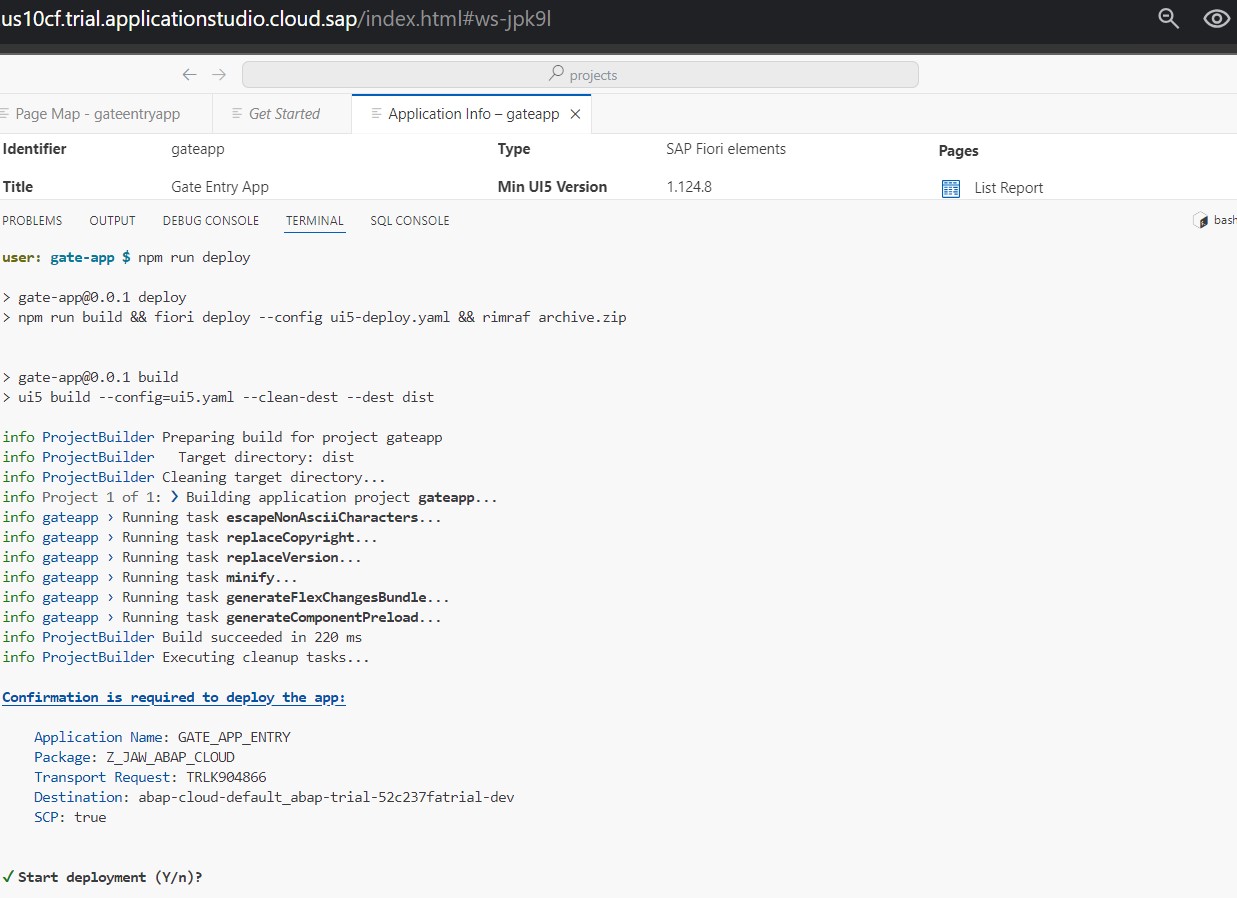 us10cf.trial.applicationstudio.cloud.sap/index.html#ws-jpk9l
projects
Page Map - gateentryapp
Get Started
Application Info – gateapp
Identifier gateapp Type SAP Fiori elements Pages
Title Gate Entry App Min UI5 Version 1.124.8 List Report
PROBLEMS OUTPUT DEBUG CONSOLE TERMINAL SQL CONSOLE bash
user: gate-app $ npm run deploy
> gate-app@0.0.1 deploy
> npm run build && fiori deploy --config ui5-deploy.yaml && rimraf archive.zip
> gate-app@0.0.1 build
> ui5 build --config=ui5.yaml --clean-dest --dest dist
info ProjectBuilder Preparing build for project gateapp
info ProjectBuilder   Target directory: dist
info ProjectBuilder Cleaning target directory...
info Project 1 of 1: ❯ Building application project gateapp...
info gateapp › Running task escapeNonAsciiCharacters...
info gateapp › Running task replaceCopyright...
info gateapp › Running task replaceVersion...
info gateapp › Running task minify...
info gateapp › Running task generateFlexChangesBundle...
info gateapp › Running task generateComponentPreload...
info ProjectBuilder Build succeeded in 220 ms
info ProjectBuilder Executing cleanup tasks...
Confirmation is required to deploy the app:
Application Name: GATE_APP_ENTRY
Package: Z_JAW_ABAP_CLOUD
Transport Request: TRLK904866
Destination: abap-cloud-default_abap-trial-52c237fatrial-dev
SCP: true
✓ Start deployment (Y/n)?